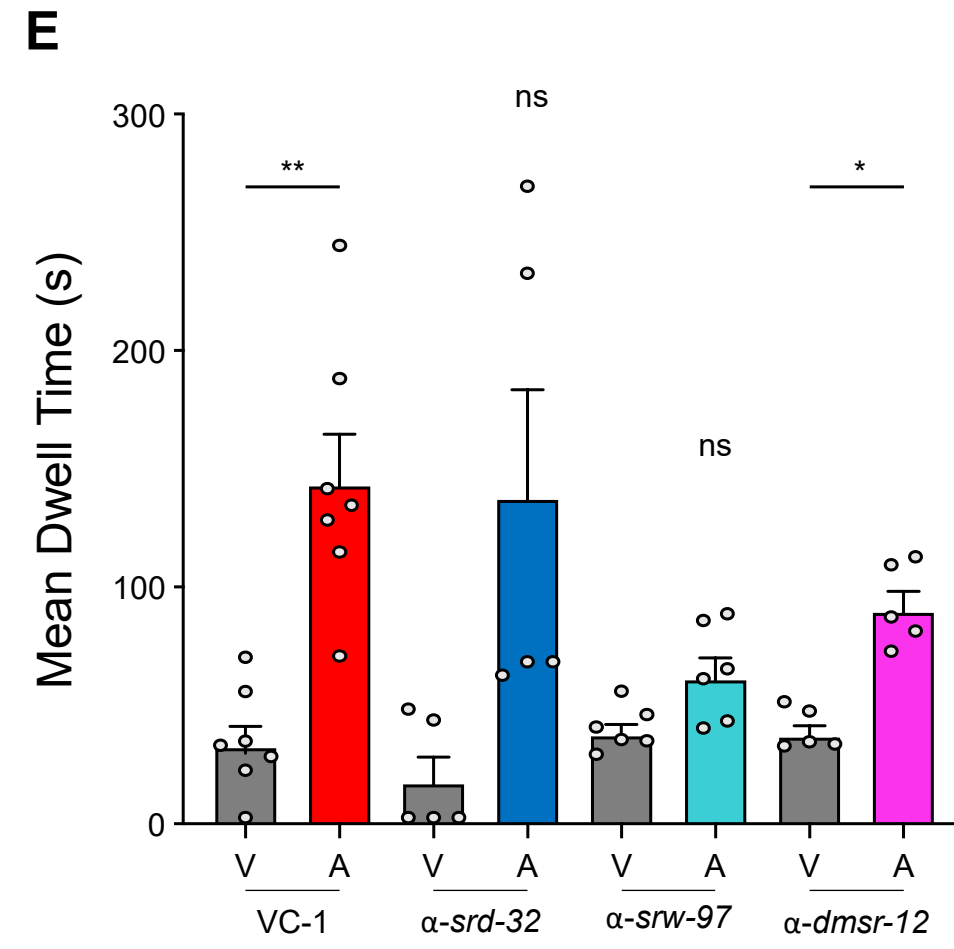 E
Mean Dwell Time (s)
300
200
100
0
**
ns
ns
*
V A V A V A V A
VC-1 α-srd-32 α-srw-97 α-dmsr-12